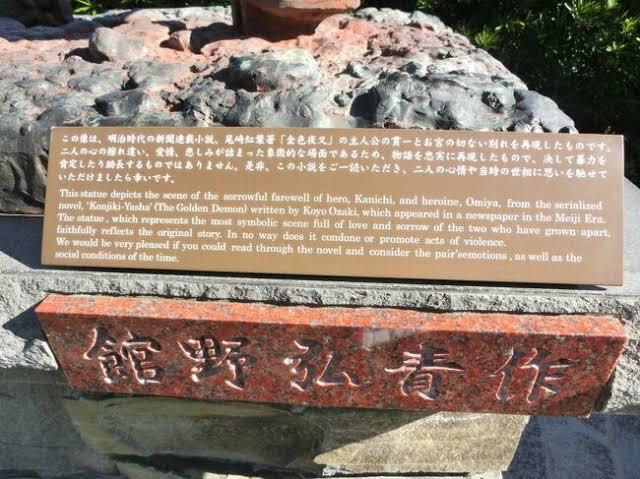 この像は、明治時代の新聞連載小説、尾崎紅葉著「金色夜叉」の主人公の貫一とお宮の切ない別れを再現したものです。
二人の心の擦れ違い、愛情、悲しみが詰まった象徴的な場面であるため、物語を忠実に再現したもので、決して暴力を
肯定したり助長するものではありません。是非、この小説をご一読いただき、二人の心情や当時の世相に思いを馳せて
いただけましたら幸いです。
This statue depicts the scene of the sorrowful farewell of hero, Kanichi, and heroine, Omiya, from the serialized
novel, 'Konjiki-Yasha' (The Golden Demon) written by Koyo Ozaki, which appeared in a newspaper in the Meiji Era.
The statue, which represents the most symbolic scene full of love and sorrow of the two who have grown apart,
faithfully reflects the original story. In no way does it condone or promote acts of violence.
We would be very pleased if you could read through the novel and consider the pair'semotions, as well as the
social conditions of the time.
館野弘青作